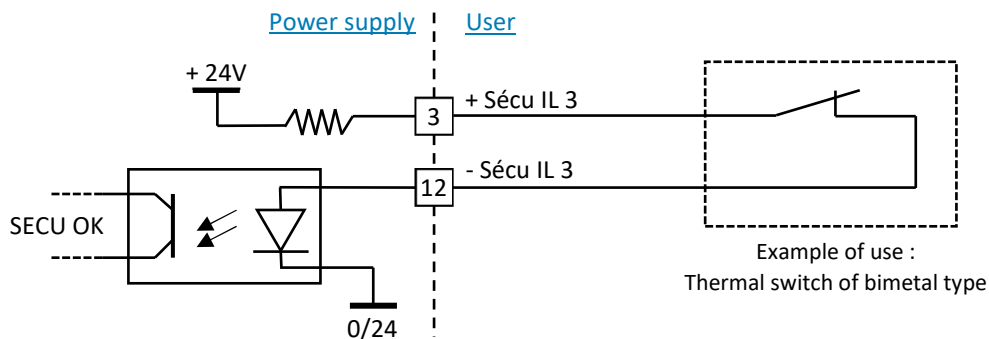 Power supply
User
+ 24V
3
+ Sécu IL 3
12
- Sécu IL 3
SECU OK
0/24
Example of use :
Thermal switch of bimetal type